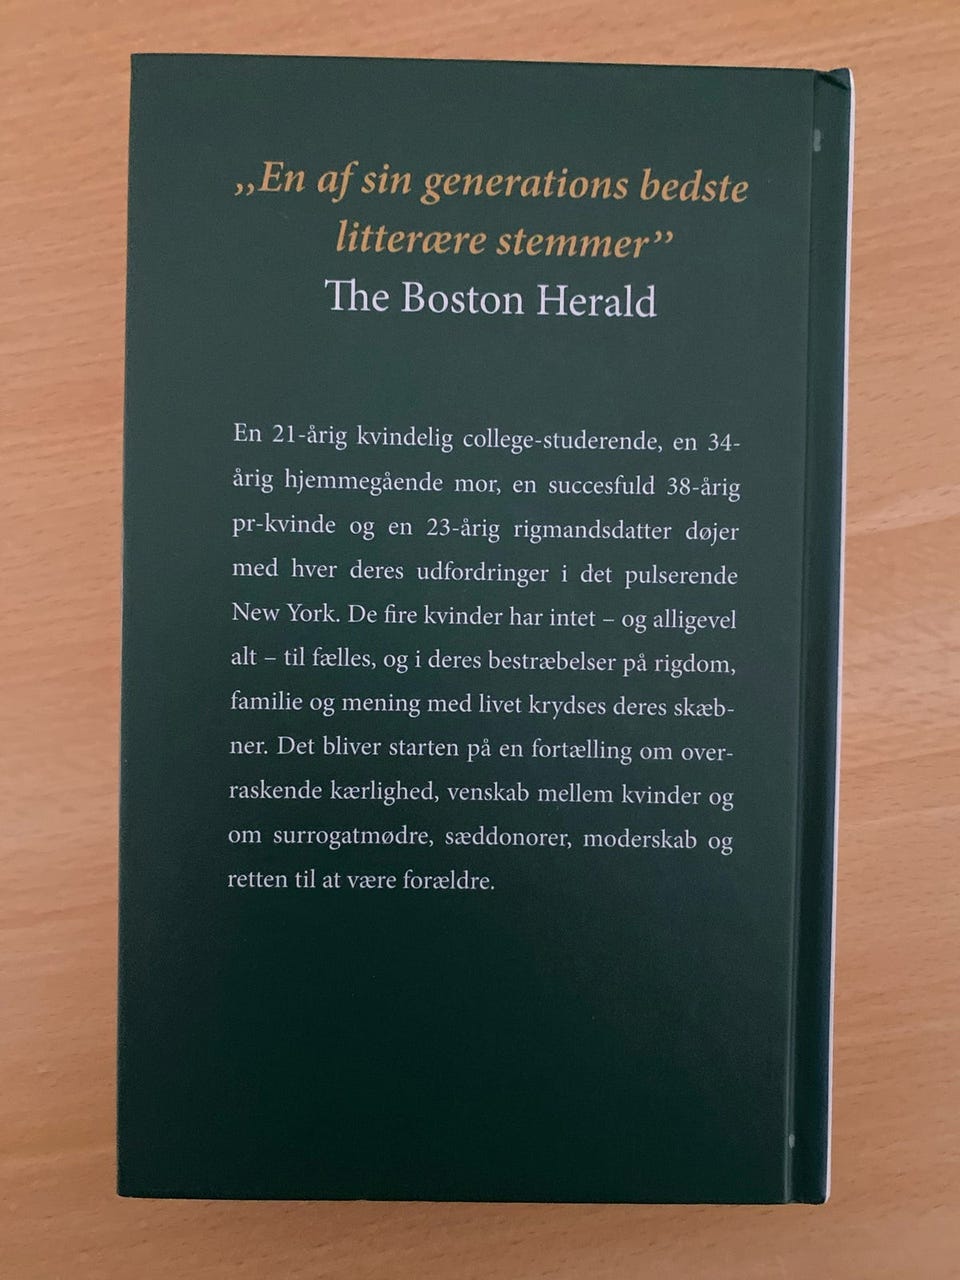 „En af sin generations bedste
litterære stemmer”
The Boston Herald
En 21-årig kvindelig college-studerende, en 34-
årig hjemmegående mor, en succesfuld 38-årig
pr-kvinde og en 23-årig rigmandsdatter døjer
med hver deres udfordringer i det pulserende
New York. De fire kvinder har intet – og alligevel
alt – til fælles, og i deres bestræbelser på rigdom,
familie og mening med livet krydses deres skæb-
ner. Det bliver starten på en fortælling om over-
raskende kærlighed, venskab mellem kvinder og
om surrogatmødre, sæddonorer, moderskab og
retten til at være forældre.